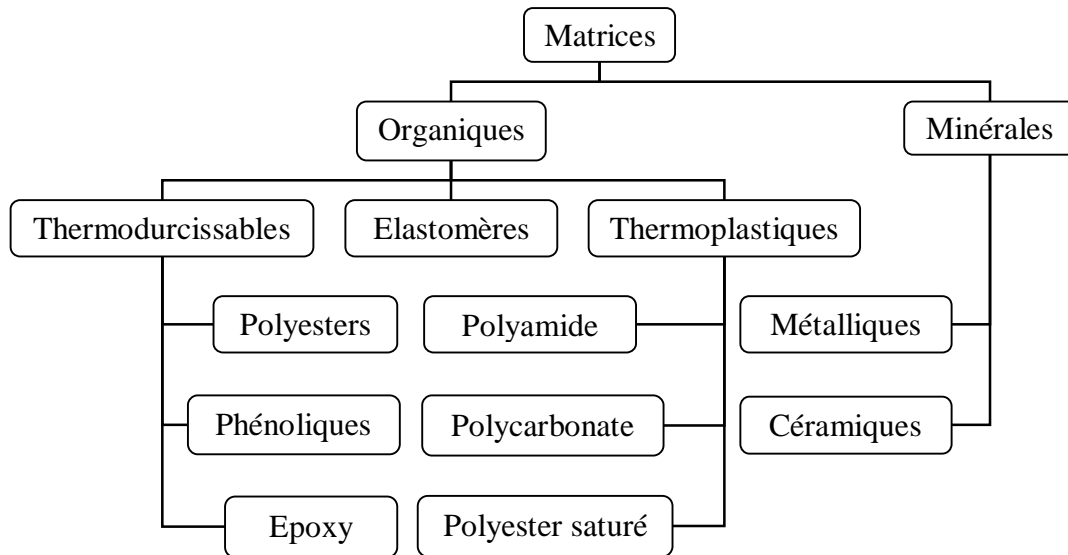 Matrices
Organiques
Minérales
Thermodurcissables
Elastomères
Thermoplastiques
Polyesters
Polyamide
Métalliques
Phénoliques
Polycarbonate
Céramiques
Epoxy
Polyester saturé